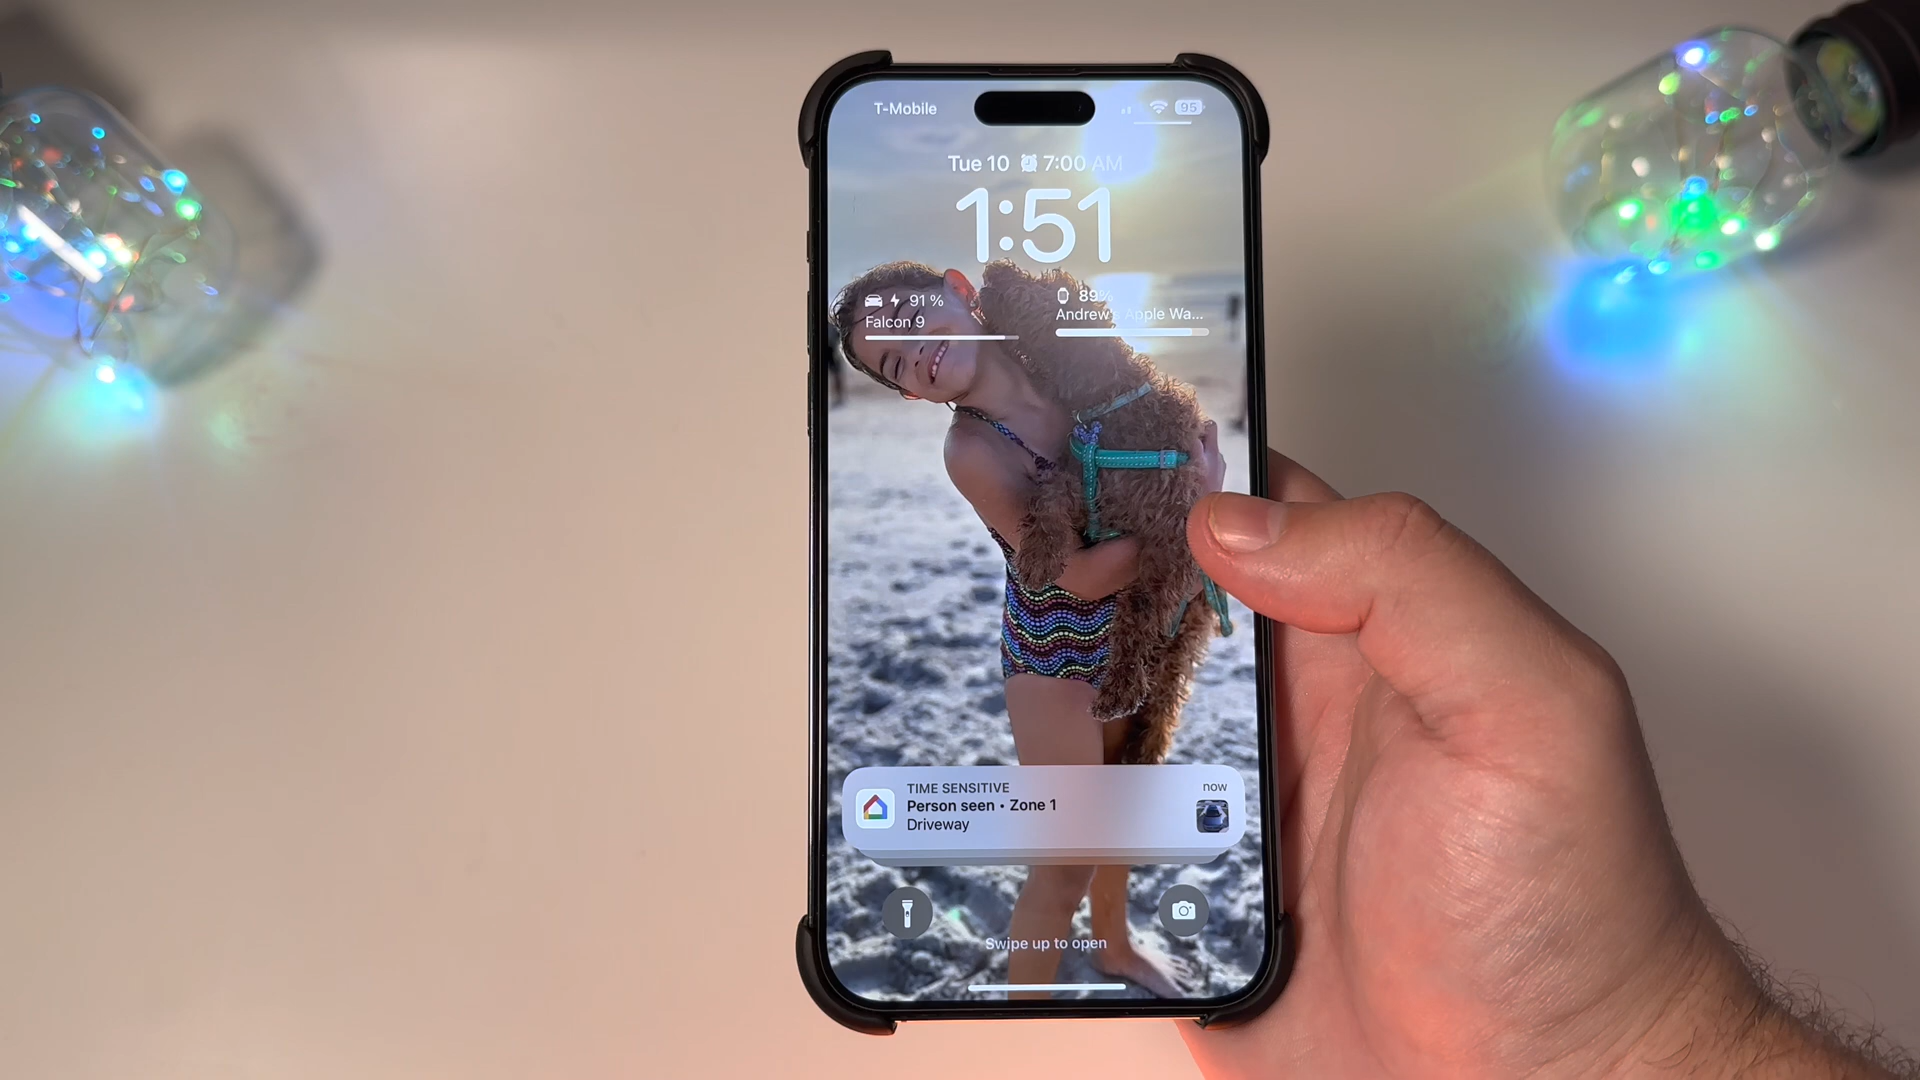 T-Mobile
95
Tue 10 7:00 AM
1:51
91 %
Falcon 9
89%
Andrew's Apple Wa...
TIME SENSITIVE
now
Person seen • Zone 1
Driveway
Swipe up to open